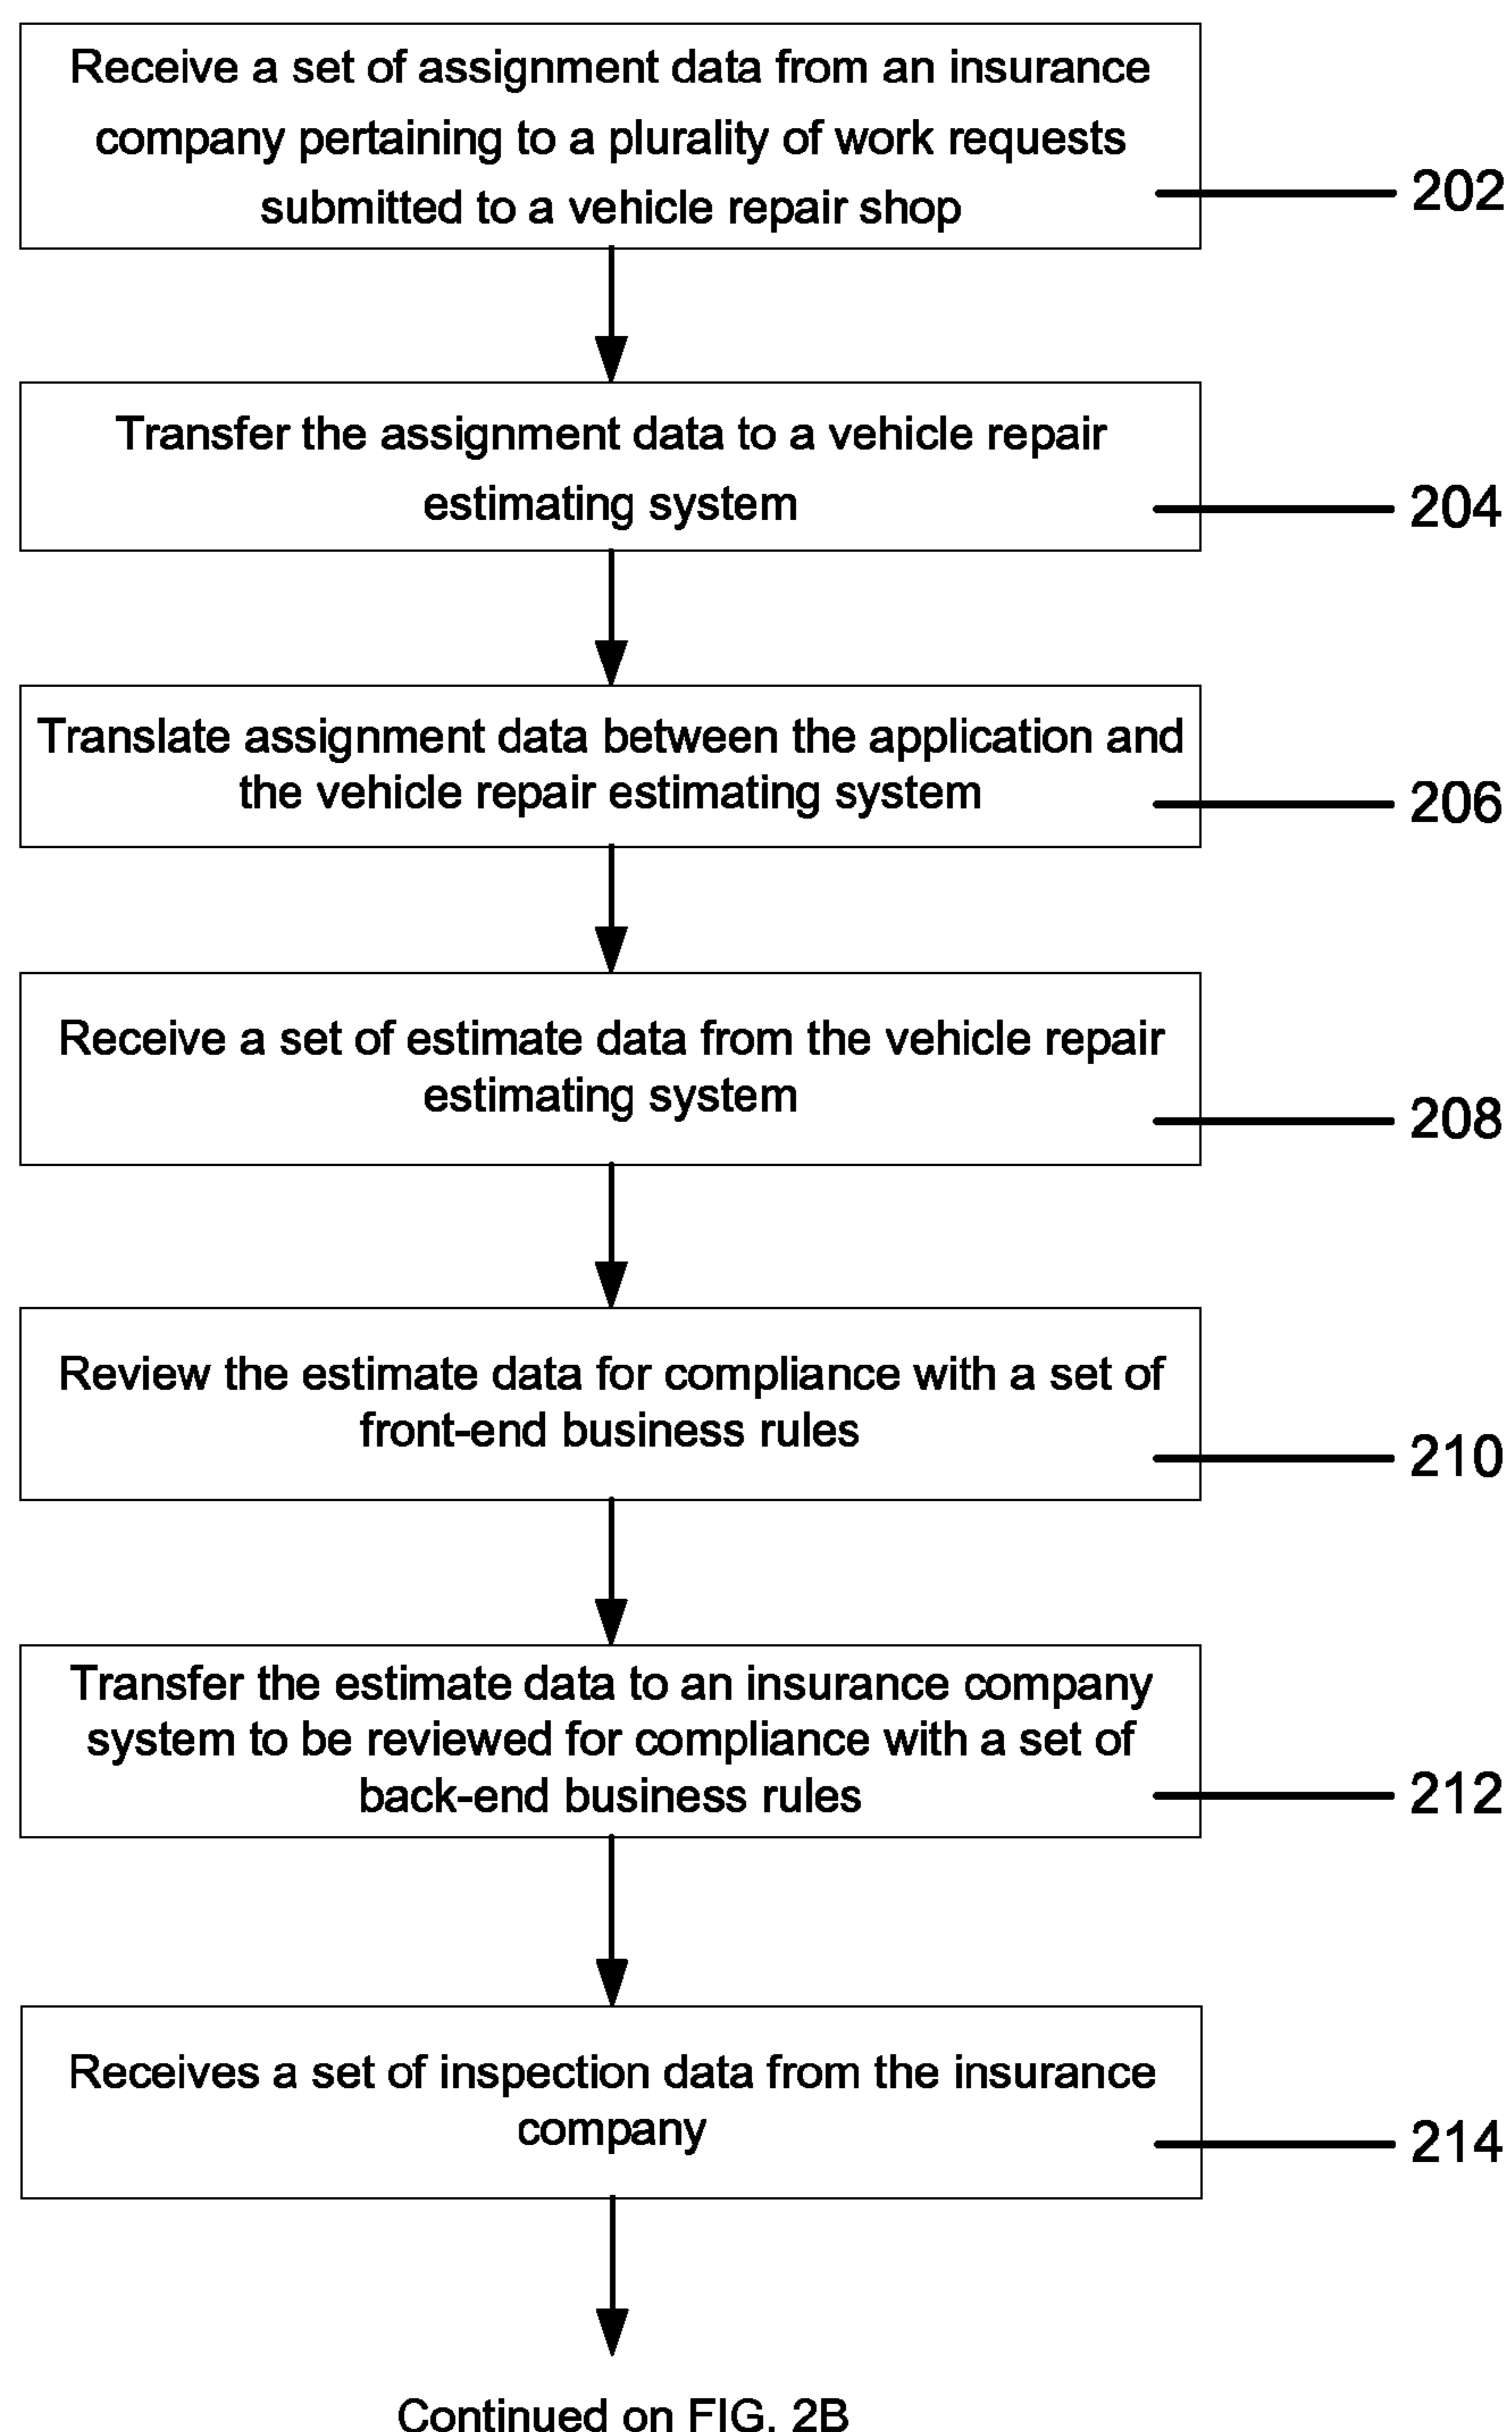 Receive a set of assignment data from an insurance
company pertaining to a plurality of work requests
submitted to a vehicle repair shop
202
Transfer the assignment data to a vehicle repair
estimating system
204
Translate assignment data between the application and
the vehicle repair estimating system
206
Receive a set of estimate data from the vehicle repair
estimating system
208
Review the estimate data for compliance with a set of
front-end business rules
210
Transfer the estimate data to an insurance company
system to be reviewed for compliance with a set of
back-end business rules
212
Receives a set of inspection data from the insurance
company
214
Continued on FIG. 2B